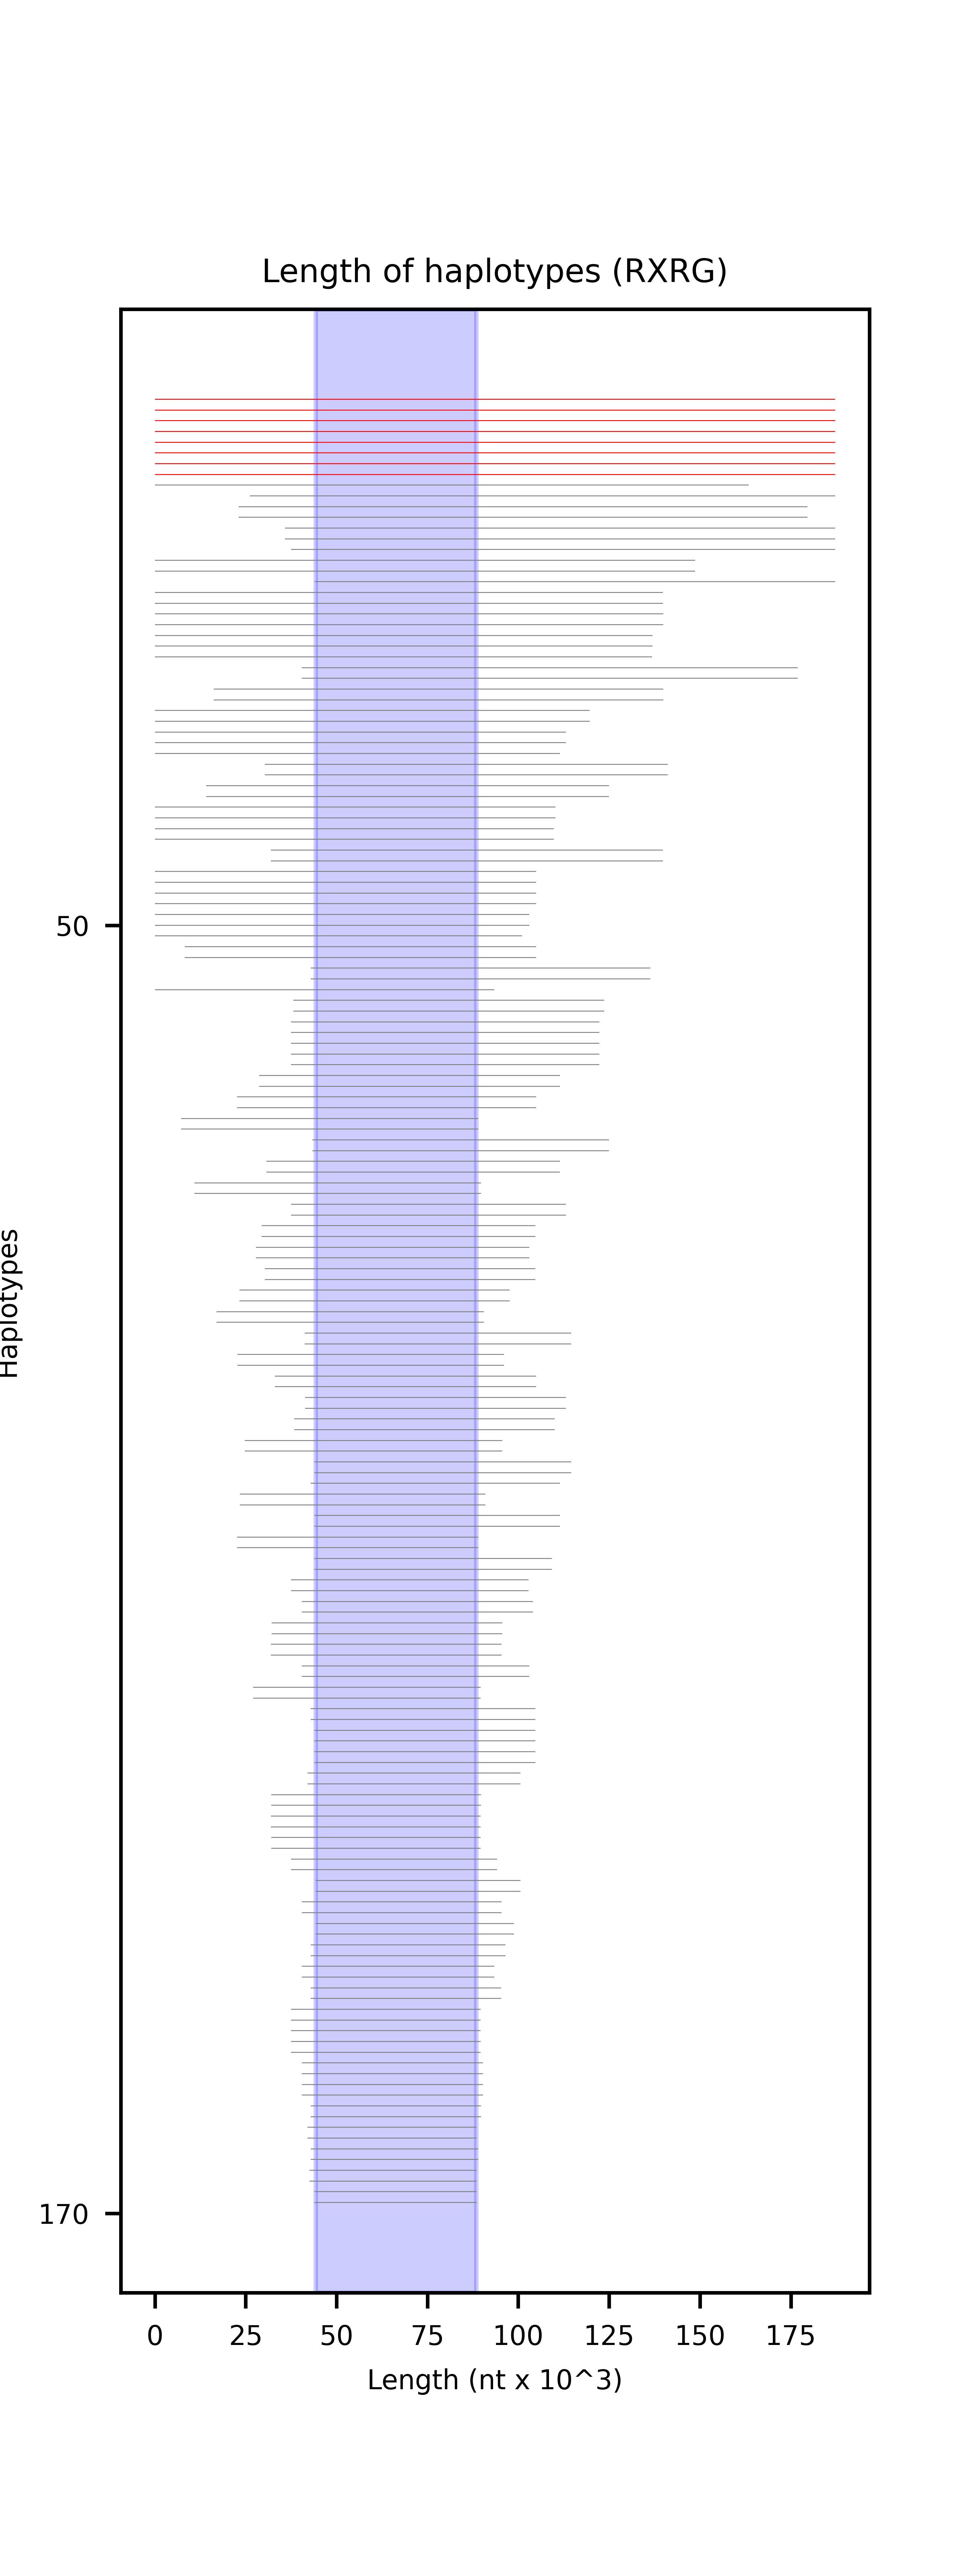 Length of haplotypes (RXRG)
50
Haplotypes
170
0 25 50 75 100 125 150 175
Length (nt x 10^3)